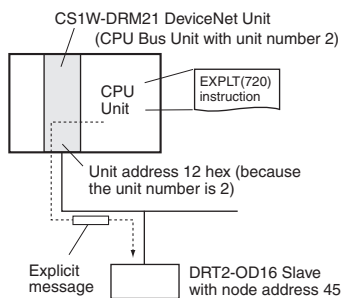 CS1W-DRM21 DeviceNet Unit
(CPU Bus Unit with unit number 2)
CPU
Unit
EXPLT(720)
instruction
Unit address 12 hex (because
the unit number is 2)
Explicit
message
DRT2-OD16 Slave
with node address 45